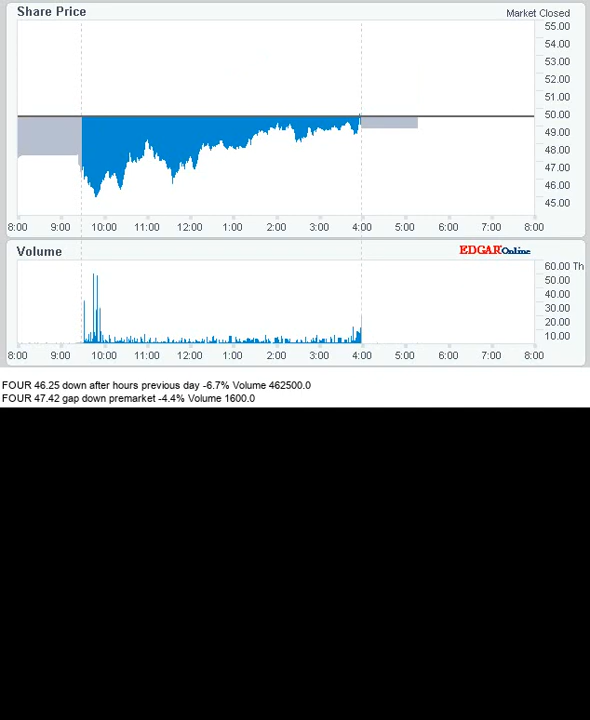 Share Price
Market Closed
55.00
54.00
53.00
52.00
51.00
50.00
49.00
48.00
47.00
46.00
45.00
8:00 9:00 10:00 11:00 12:00 1:00 2:00 3:00 4:00 5:00 6:00 7:00 8:00
Volume
EDGAROnline
60.00 Th
50.00
40.00
30.00
20.00
10.00
8:00 9:00 10:00 11:00 12:00 1:00 2:00 3:00 4:00 5:00 6:00 7:00 8:00
FOUR 46.25 down after hours previous day -6.7% Volume 462500.0
FOUR 47.42 gap down premarket -4.4% Volume 1600.0